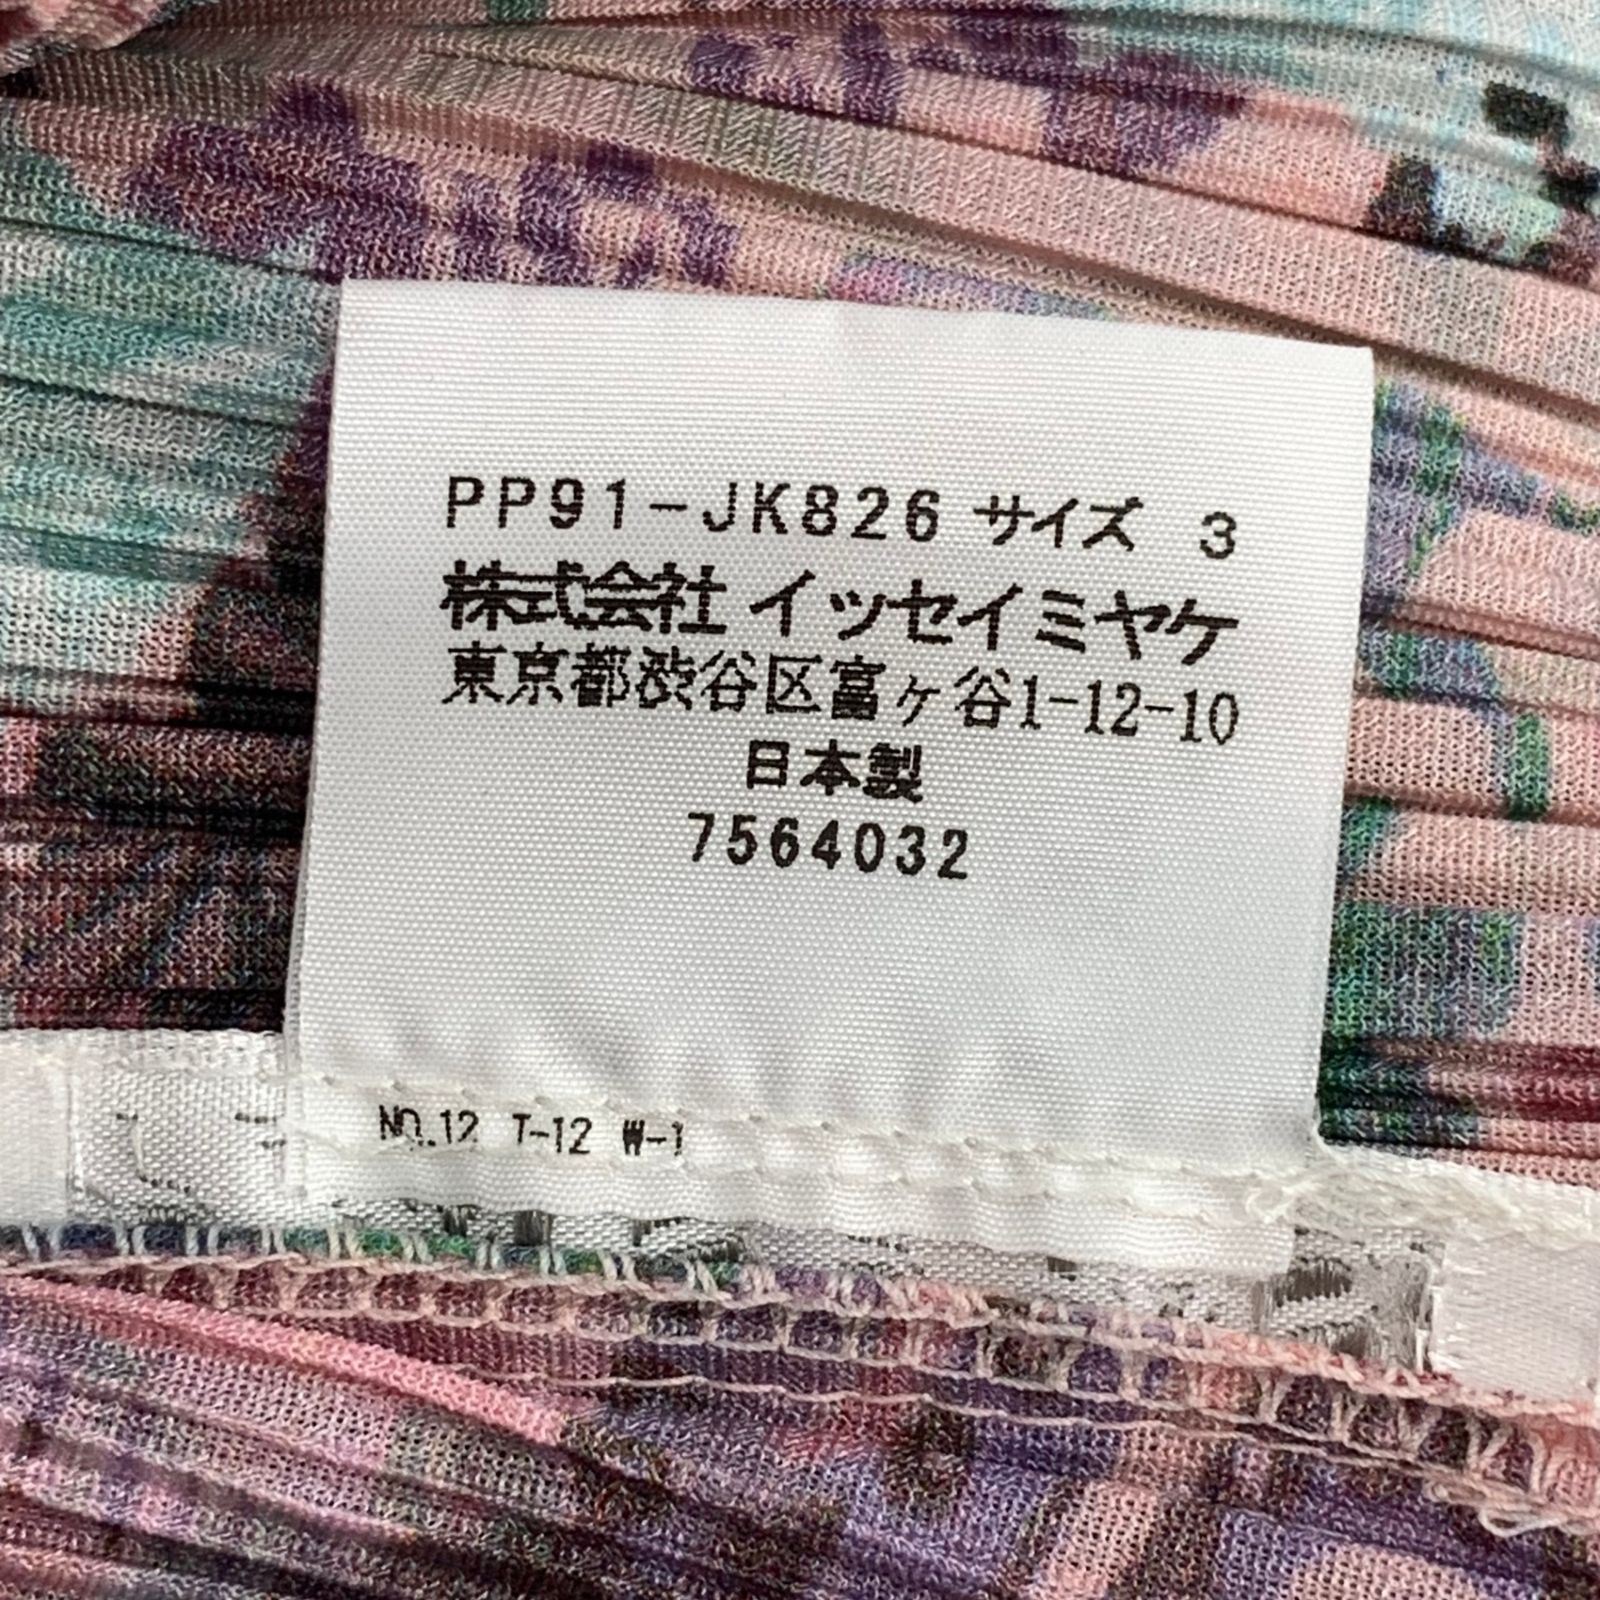 PP91-JK826 サイズ 3
株式会社 イッセイミヤケ
東京都渋谷区富ヶ谷1-12-10
日本製
7564032
NO.12 T-12 W-1